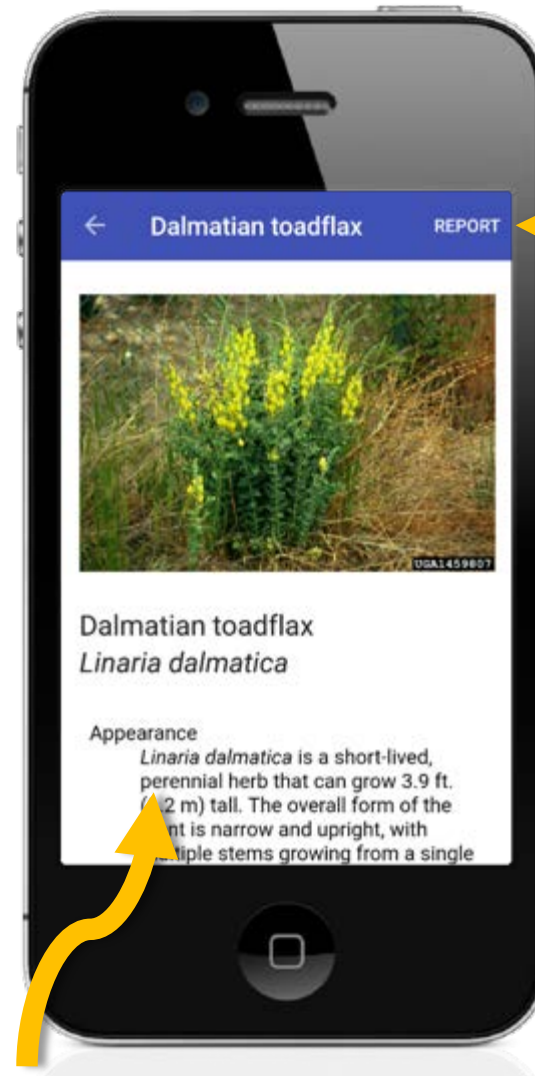 Dalmatian toadflax REPORT
UGA1459807
Dalmatian toadflax
Linaria dalmatica
Appearance
Linaria dalmatica is a short-lived,
perennial herb that can grow 3.9 ft.
2 m) tall. The overall form of the
is narrow and upright, with
stems growing from a single